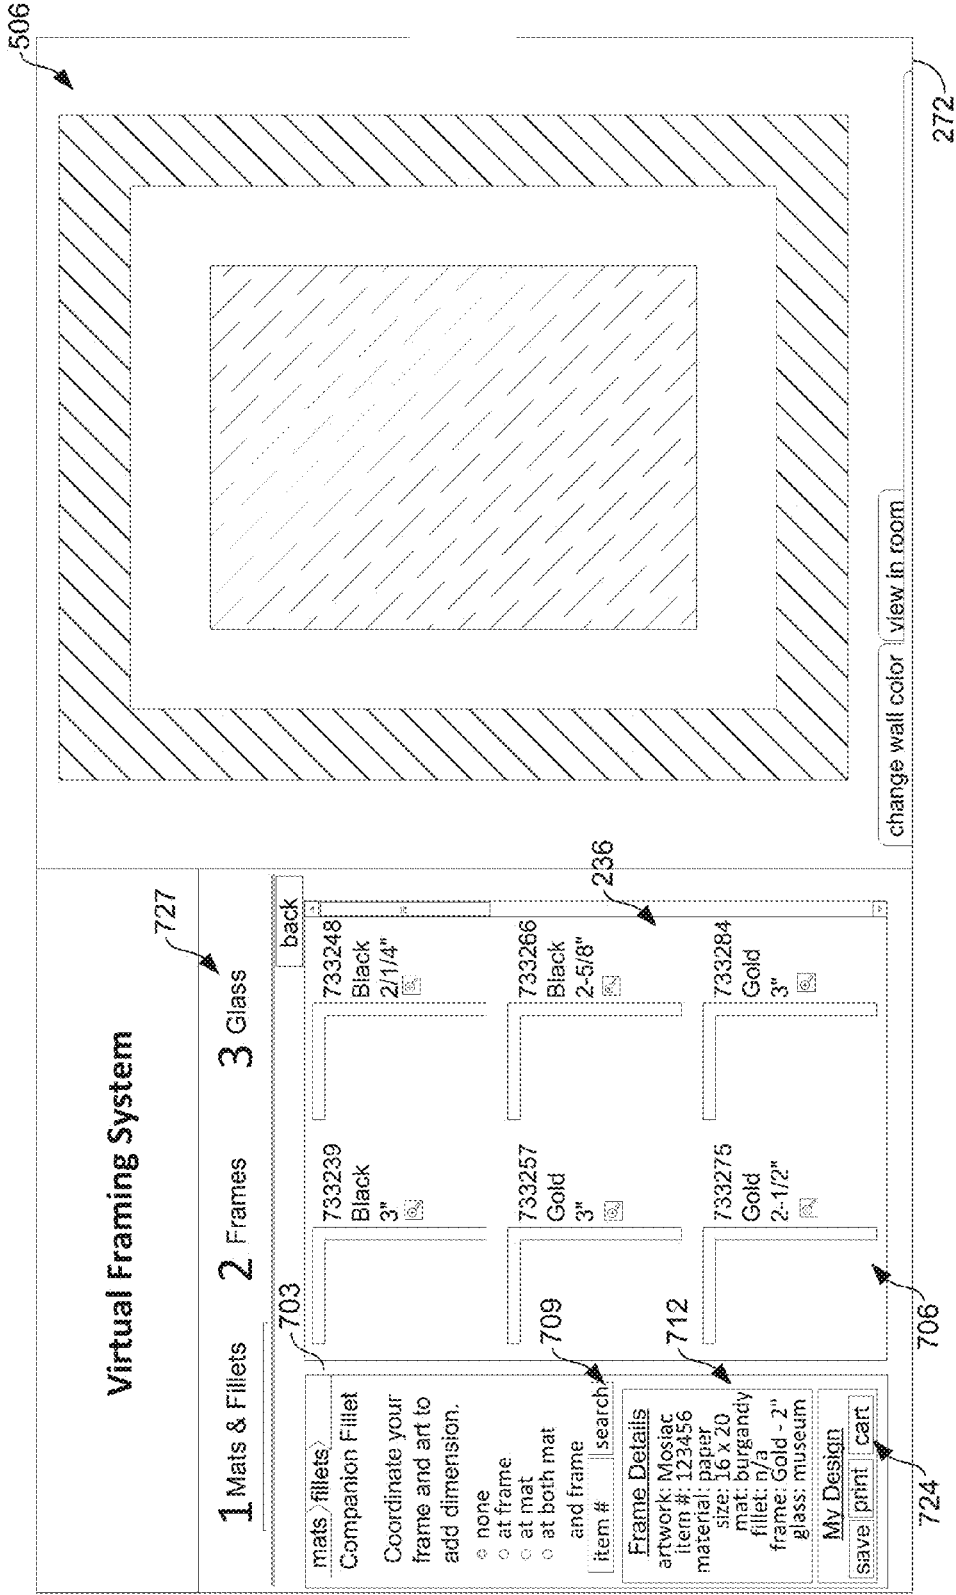 506
Virtual Framing System
727
1 Mats & Fillets
2 Frames
3 Glass
703
back
mats 〉fillets〉
Companion Fillet
Coordinate your
frame and art to
add dimension.
none
at frame
at mat
at both mat
and frame
item # search
709
Frame Details
artwork: Mosiac
item #: 123456
material: paper
size: 16 x 20
mat: burgandy
fillet: n/a
frame: Gold - 2"
glass: museum
712
My Design
save print cart
724
733239
Black
3"
733248
Black
2/1/4"
733257
Gold
3"
733266
Black
2-5/8"
733275
Gold
2-1/2"
733284
Gold
3"
236
706
change wall color view in room
272